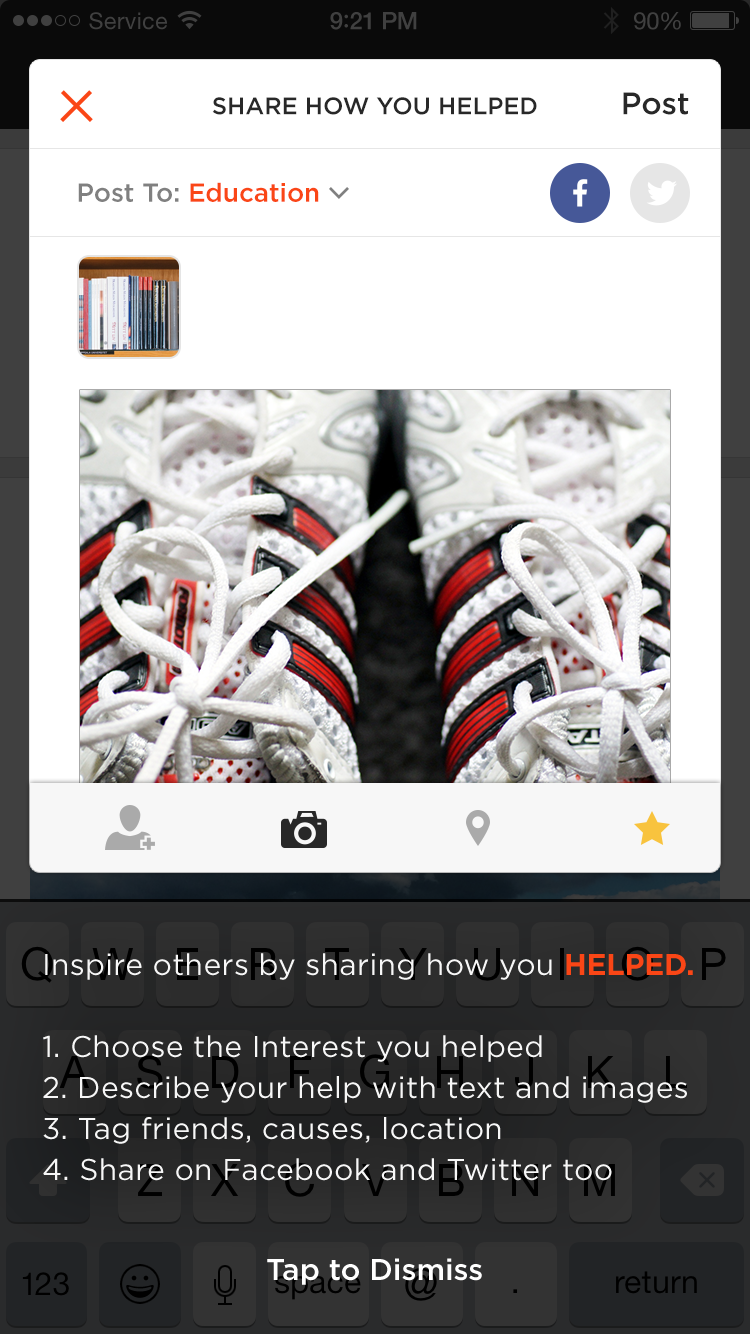 Service 9:21 PM 90%
SHARE HOW YOU HELPED Post
Post To: Education
Inspire others by sharing how you HELPED.
1. Choose the Interest you helped
2. Describe your help with text and images
3. Tag friends, causes, location
4. Share on Facebook and Twitter too
Tap to Dismiss
Q W E R T Y U I O P
A S D F G H J K L
Z X C V B N M
123 space @ . return